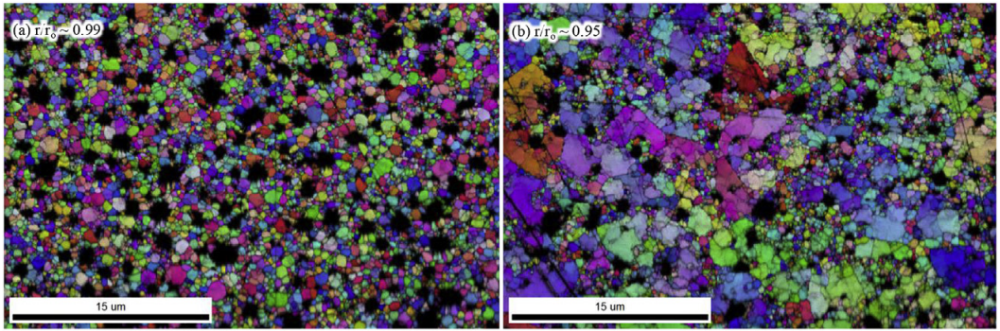 (a) r/r₀ ~ 0.99
(b) r/r₀ ~ 0.95
15 um
15 um